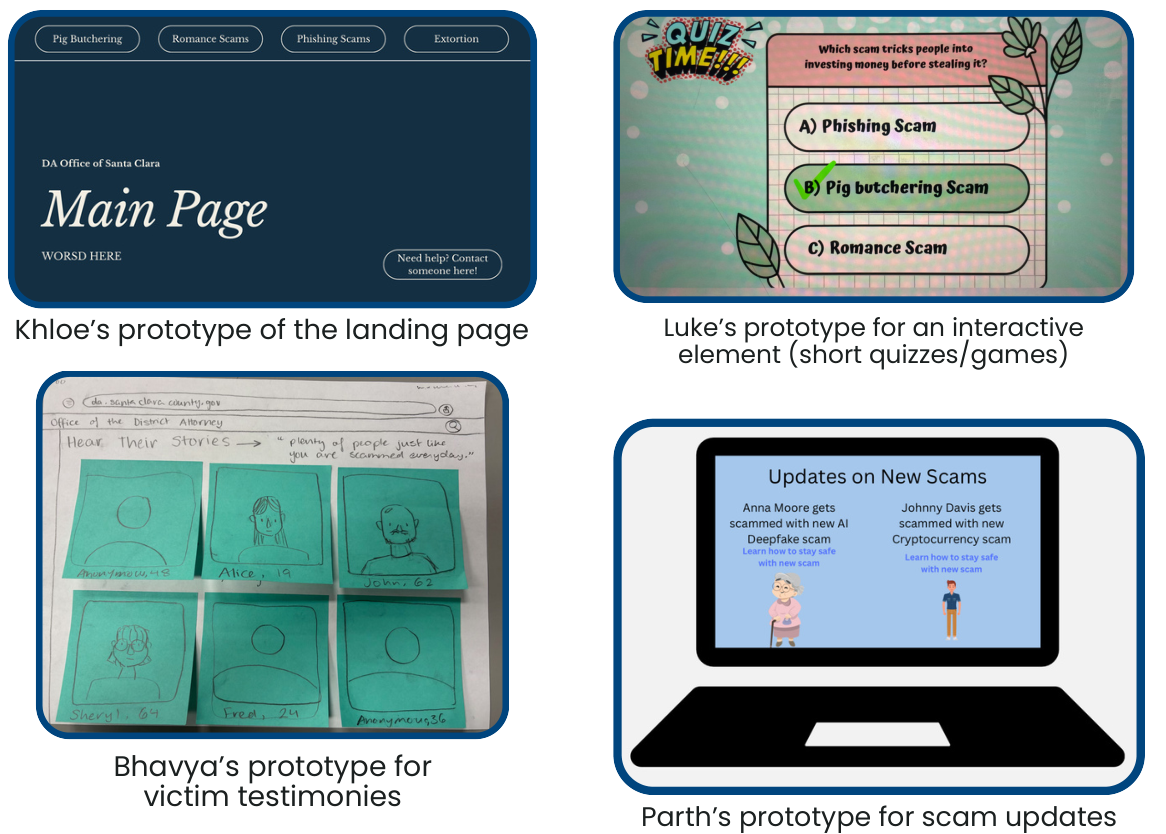 Pig Butchering
Romance Scams
Phishing Scams
Extortion
DA Office of Santa Clara
Main Page
WORSD HERE
Need help? Contact
someone here!
Khloe's prototype of the landing page
QUIZ
TIME!!!
Which scam tricks people into
investing money before stealing it?
A) Phishing Scam
B) Pig butchering Scam
C) Romance Scam
Luke's prototype for an interactive
element (short quizzes/games)
da.santaclaracounty.gov
Office of the District Attorney
Hear Their Stories → "plenty of people just like
you are scammed everyday."
Anonymous, 48
Alice, 19
John, 62
Sheryl, 64
Fred, 24
Anonymous, 36
Bhavya's prototype for
victim testimonies
Updates on New Scams
Anna Moore gets
scammed with new AI
Deepfake scam
Learn how to stay safe
with new scam
Johnny Davis gets
scammed with new
Cryptocurrency scam
Learn how to stay safe
with new scam
Parth's prototype for scam updates